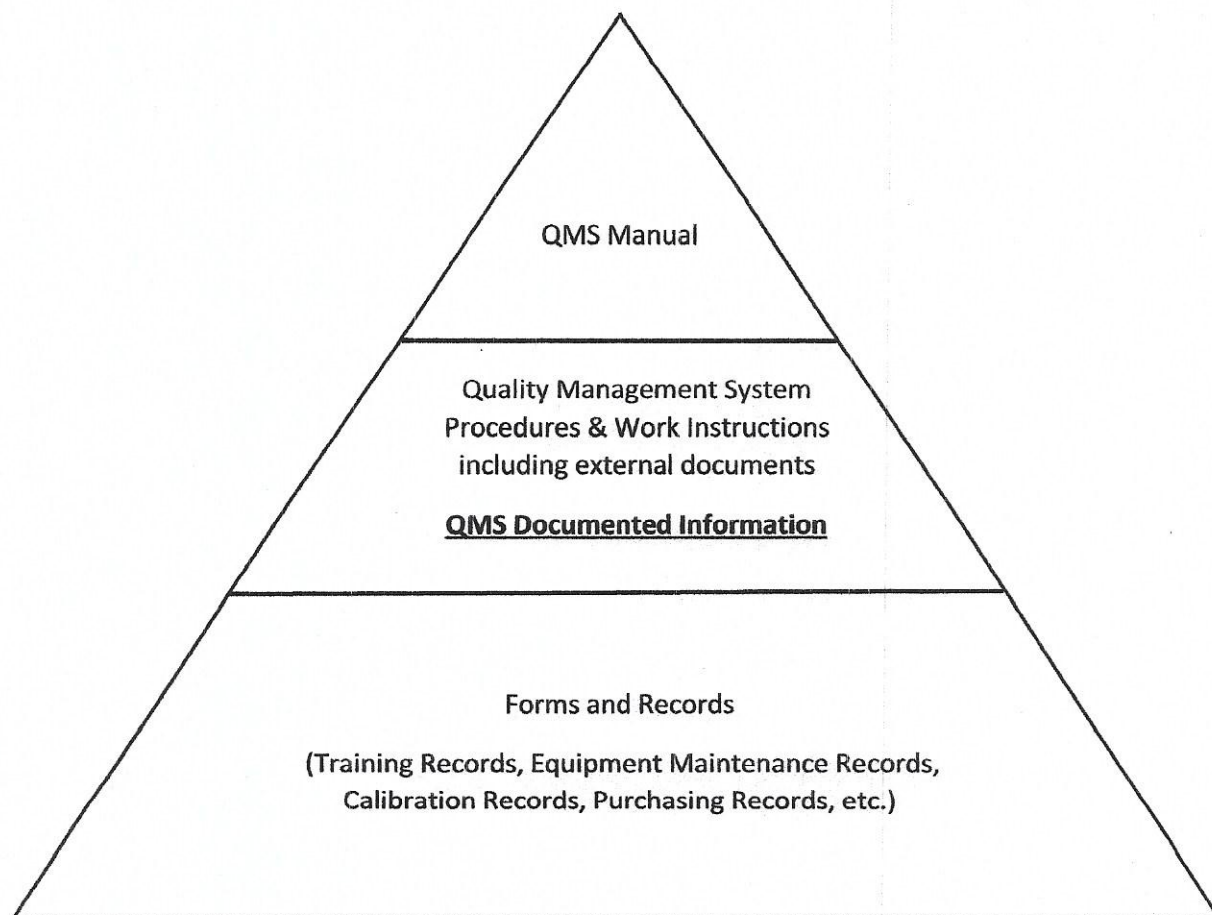 QMS Manual
Quality Management System
Procedures & Work Instructions
including external documents
QMS Documented Information
Forms and Records
(Training Records, Equipment Maintenance Records,
Calibration Records, Purchasing Records, etc.)